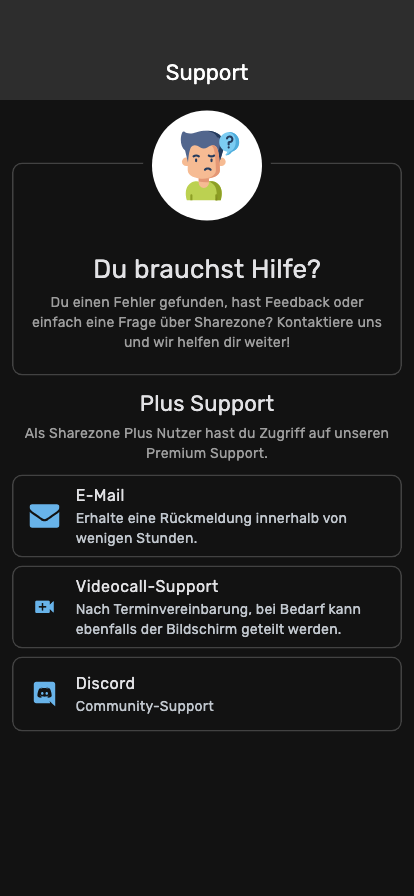 Support
?
Du brauchst Hilfe?
Du einen Fehler gefunden, hast Feedback oder
einfach eine Frage über Sharezone? Kontaktiere uns
und wir helfen dir weiter!
Plus Support
Als Sharezone Plus Nutzer hast du Zugriff auf unseren
Premium Support.
E-Mail
Erhalte eine Rückmeldung innerhalb von
wenigen Stunden.
Videocall-Support
Nach Terminvereinbarung, bei Bedarf kann
ebenfalls der Bildschirm geteilt werden.
Discord
Community-Support